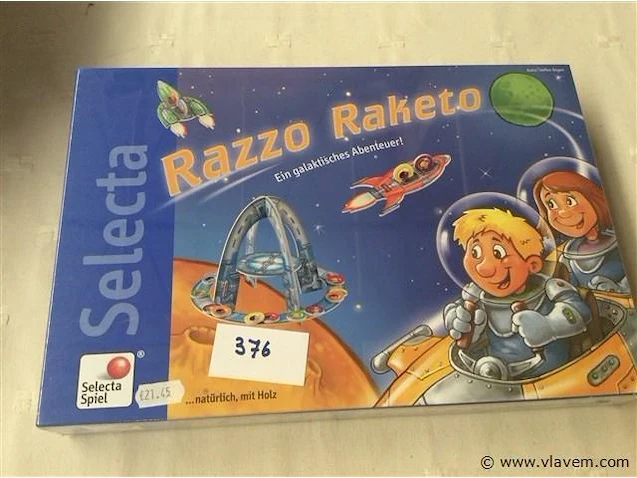 Razzo Raketo
Ein galaktisches Abenteuer!
Selecta
376
Selecta
Spiel
®
€21.45
...natürlich, mit Holz
© www.vlavem.com